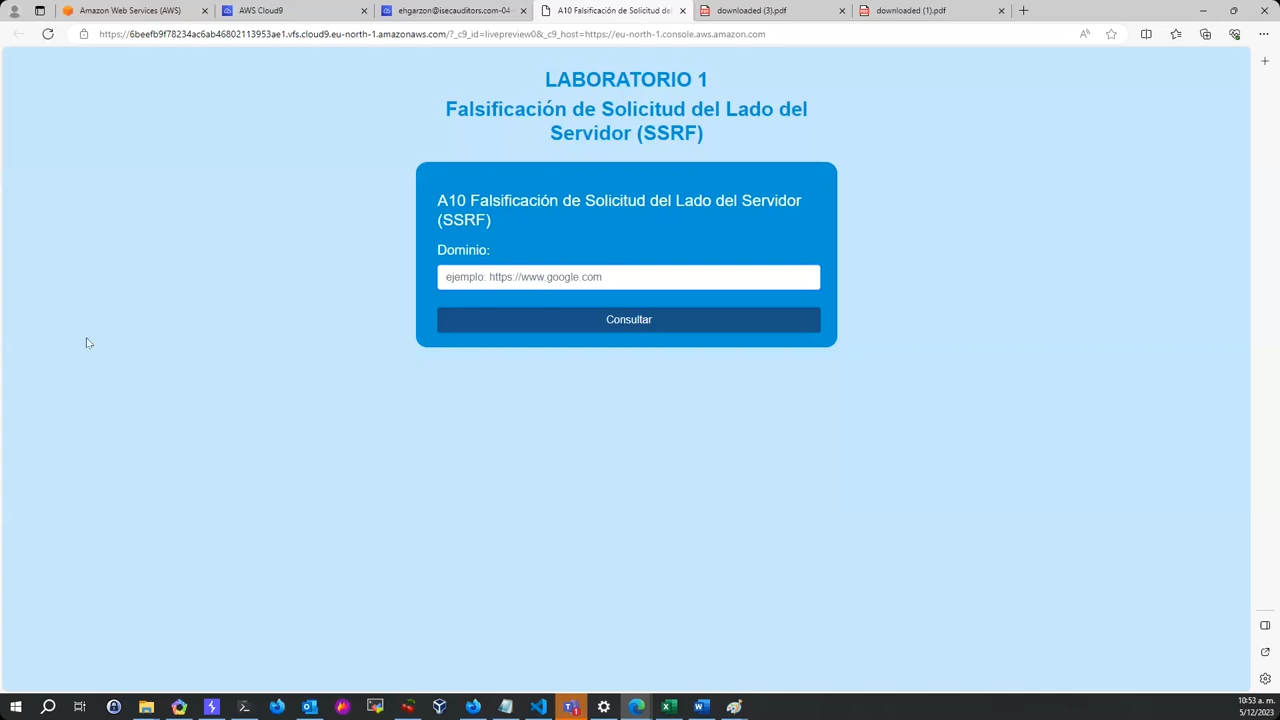 Amazon Web Services (AWS)
AWS Cloud9
ehgarzon@isecauditors.com-04-
A10 Falsificación de Solicitud del
downloaded (3).pdf
downloaded (1).pdf
https://6beefb9f78234ac6ab46802113953ae1.vfs.cloud9.eu-north-1.amazonaws.com/?_c9_id=livepreview0&_c9_host=https://eu-north-1.console.aws.amazon.com
LABORATORIO 1
Falsificación de Solicitud del Lado del
Servidor (SSRF)
A10 Falsificación de Solicitud del Lado del Servidor
(SSRF)
Dominio:
ejemplo: https://www.google.com
Consultar
10:53 a. m.
5/12/2023